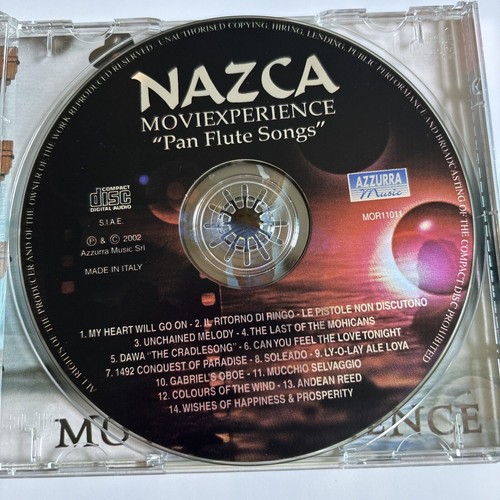 ALL RIGHTS OF THE PRODUCER AND OF THE OWNER OF THE WORK REPRODUCED RESERVED - UNAUTHORISED COPYING, HIRING, LENDING, PUBLIC PERFORMANCE AND BROADCASTING OF THE COMPACT DISC PROHIBITED
NAZCA
MOVIEXPERIENCE
"Pan Flute Songs"
COMPACT
disc
DIGITAL AUDIO
AZZURRA
Music
MOR11011
S.I.A.E.
℗ & © 2002
Azzurra Music Srl
MADE IN ITALY
1. MY HEART WILL GO ON - 2. IL RITORNO DI RINGO - LE PISTOLE NON DISCUTONO
3. UNCHAINED MELODY - 4. THE LAST OF THE MOHICANS
5. DAWA "THE CRADLESONG" - 6. CAN YOU FEEL THE LOVE TONIGHT
7. 1492 CONQUEST OF PARADISE - 8. SOLEADO - 9. LY-O-LAY ALE LOYA
10. GABRIEL'S OBOE - 11. MUCCHIO SELVAGGIO
12. COLOURS OF THE WIND - 13. ANDEAN REED
14. WISHES OF HAPPINESS & PROSPERITY